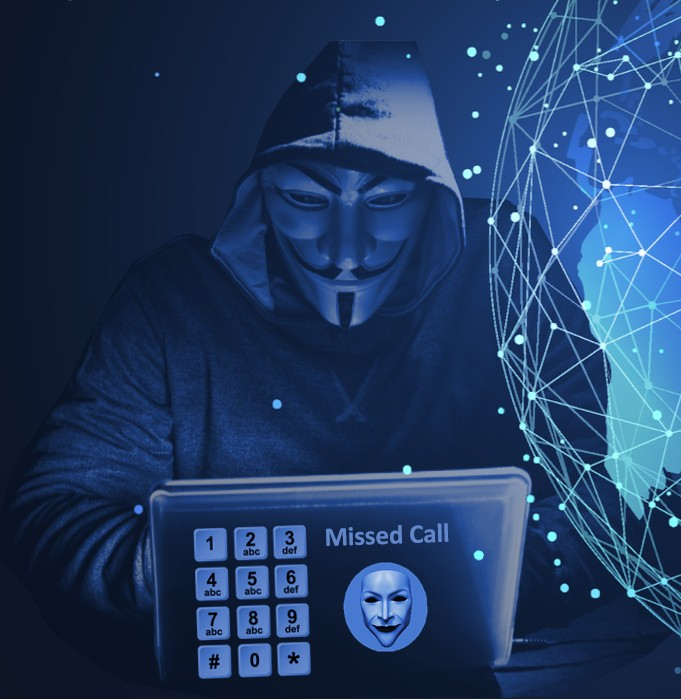 Missed Call
1 2 abc 3 def
4 abc 5 abc 6 def
7 abc 8 abc 9 def
# 0 *